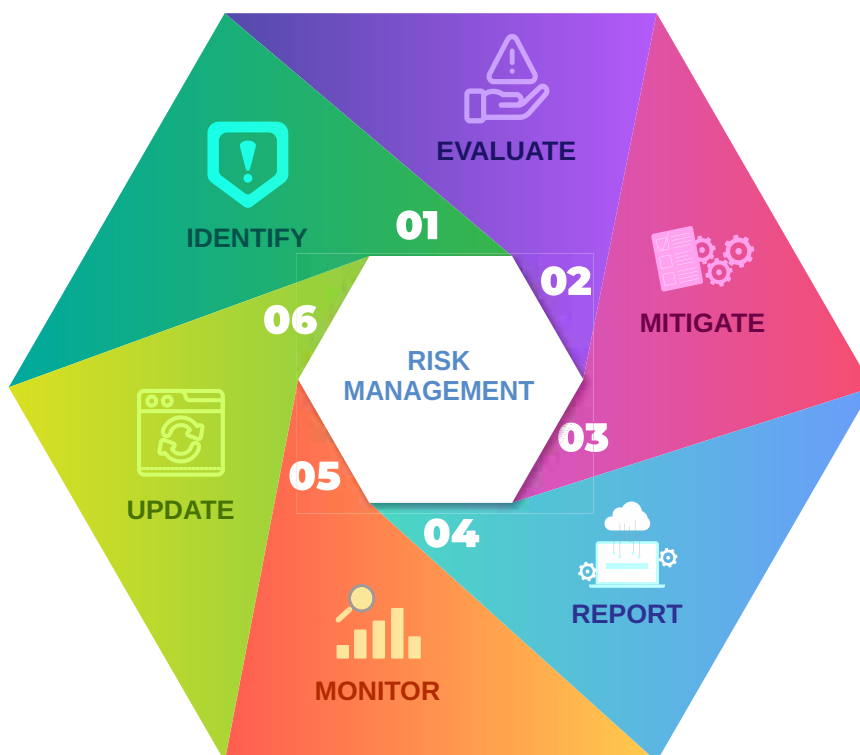 EVALUATE
IDENTIFY
01
02
MITIGATE
06
RISK
MANAGEMENT
03
05
UPDATE
04
REPORT
MONITOR